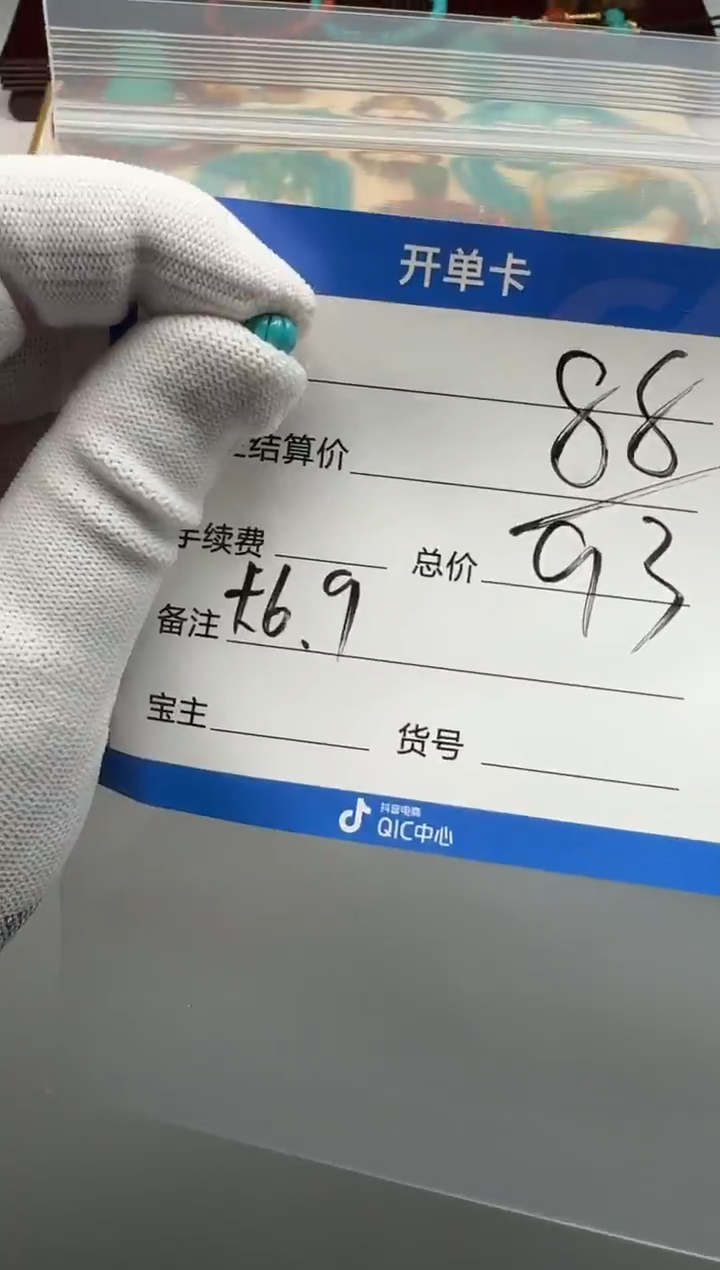 开单卡
88
结算价
手续费 总价 93
备注 ±6.9
宝主 货号
抖音电商
QIC中心